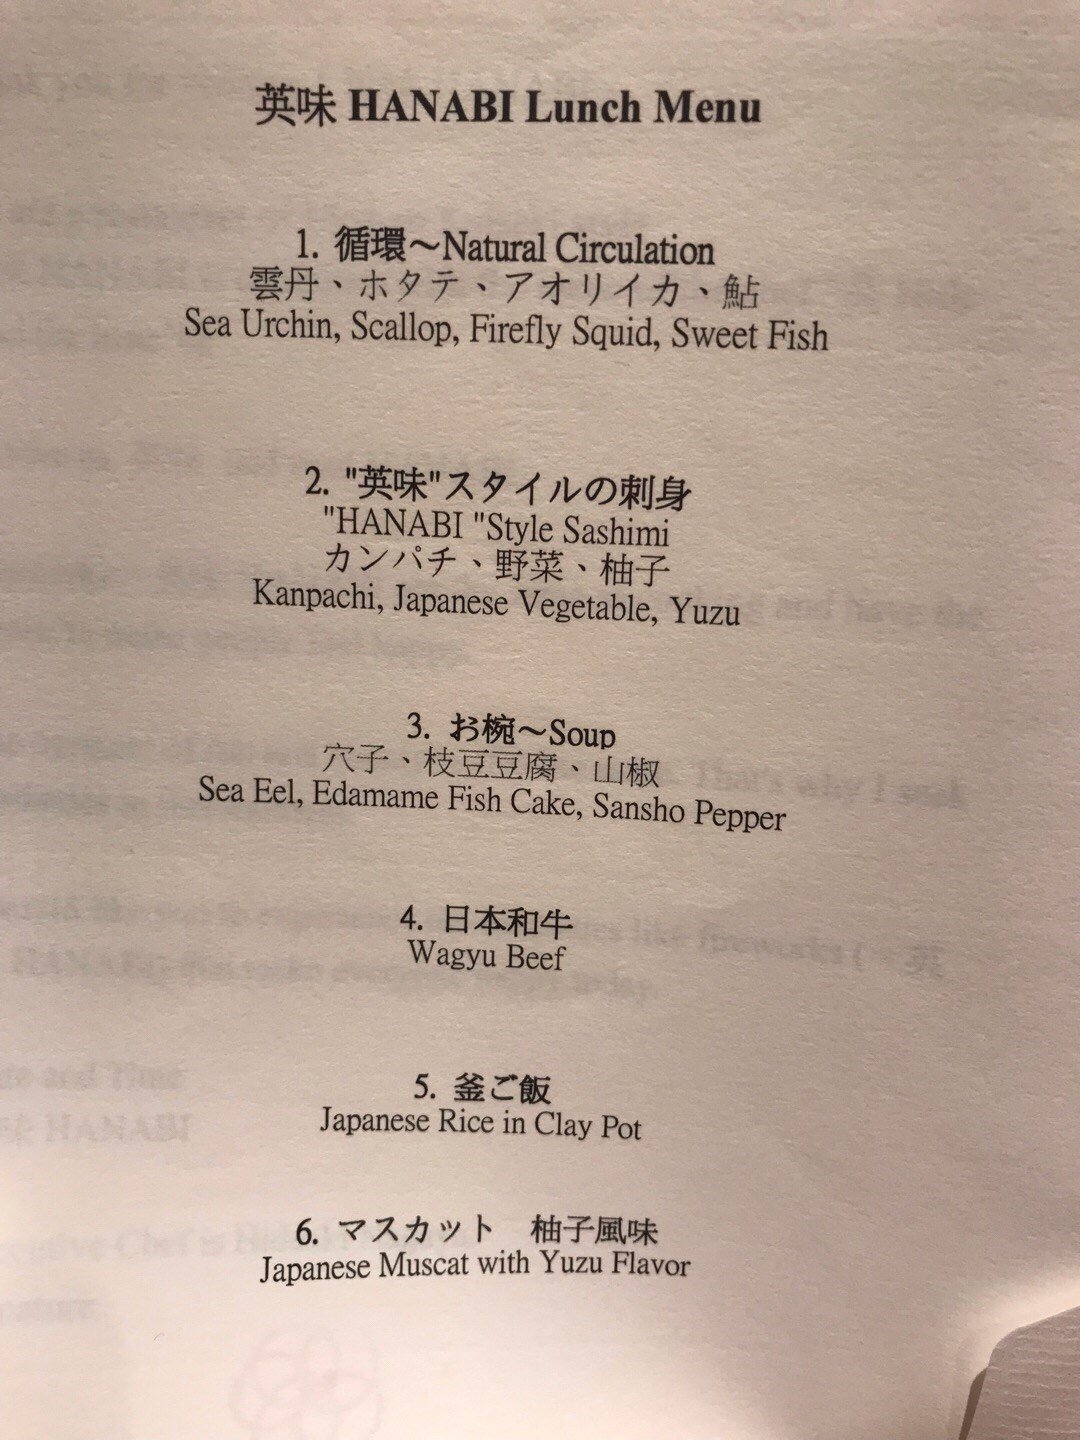 英味 HANABI Lunch Menu
1. 循環～Natural Circulation
雲丹、ホタテ、アオリイカ、鮎
Sea Urchin, Scallop, Firefly Squid, Sweet Fish
2. "英味"スタイルの刺身
"HANABI "Style Sashimi
カンパチ、野菜、柚子
Kanpachi, Japanese Vegetable, Yuzu
3. お椀～Soup
穴子、枝豆豆腐、山椒
Sea Eel, Edamame Fish Cake, Sansho Pepper
4. 日本和牛
Wagyu Beef
5. 釜ご飯
Japanese Rice in Clay Pot
6. マスカット　柚子風味
Japanese Muscat with Yuzu Flavor